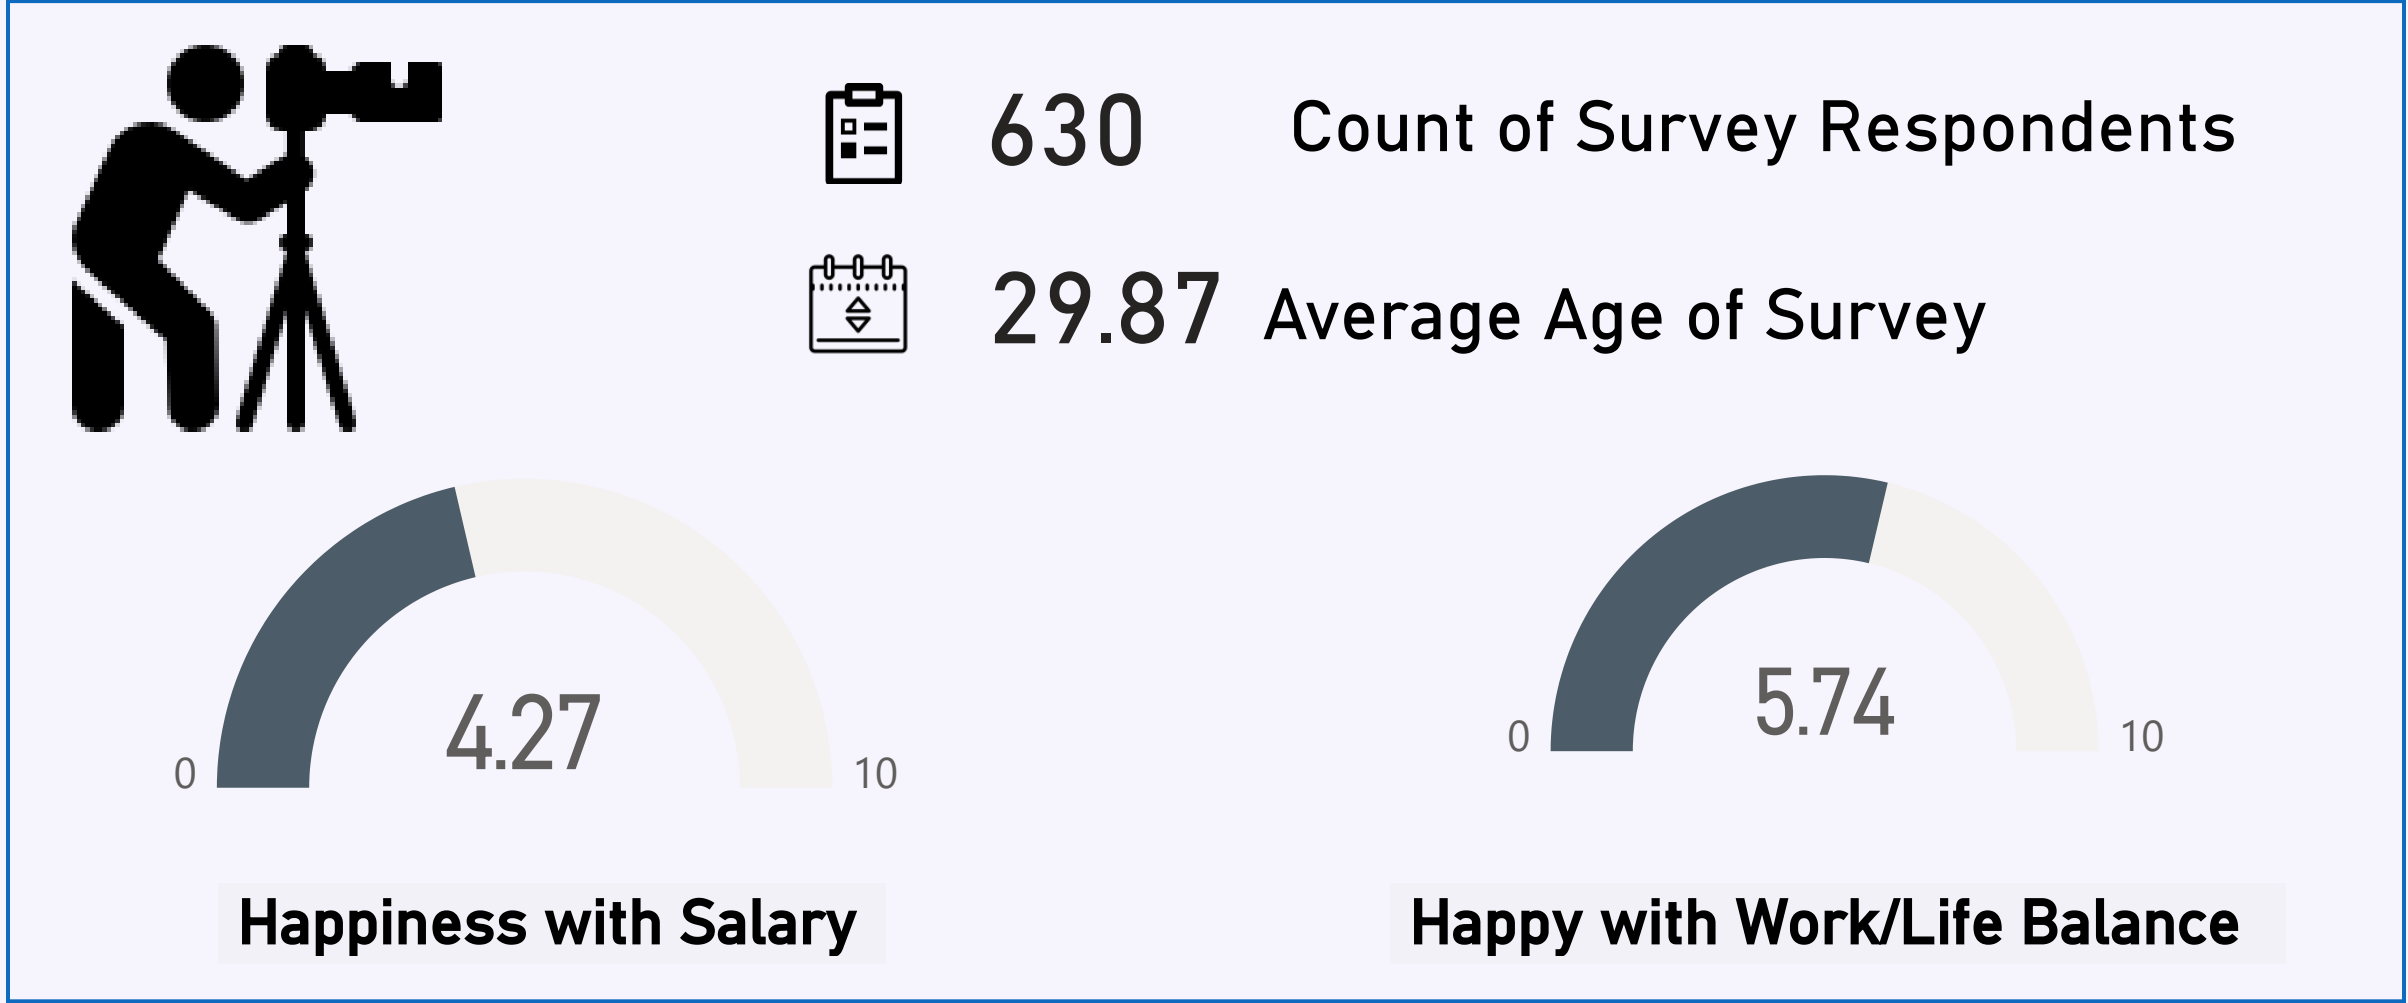 630 Count of Survey Respondents
29.87 Average Age of Survey
4.27
0 10
5.74
0 10
Happiness with Salary
Happy with Work/Life Balance